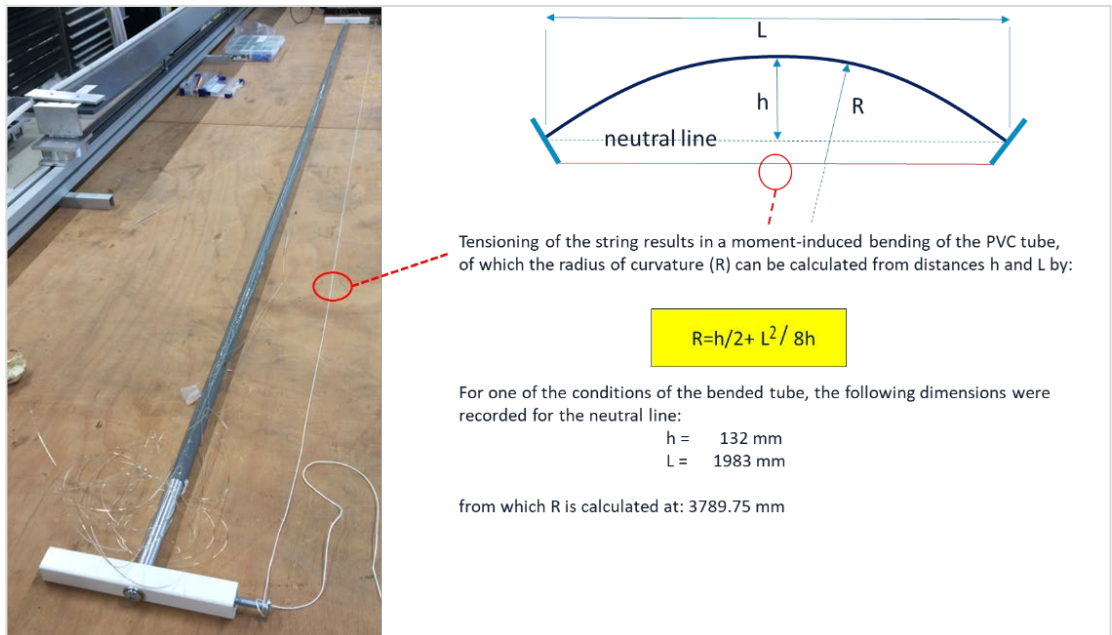 L
h
R
neutral line
Tensioning of the string results in a moment-induced bending of the PVC tube,
of which the radius of curvature (R) can be calculated from distances h and L by:
R=h/2+ L²/ 8h
For one of the conditions of the bended tube, the following dimensions were
recorded for the neutral line:
h = 132 mm
L = 1983 mm
from which R is calculated at: 3789.75 mm